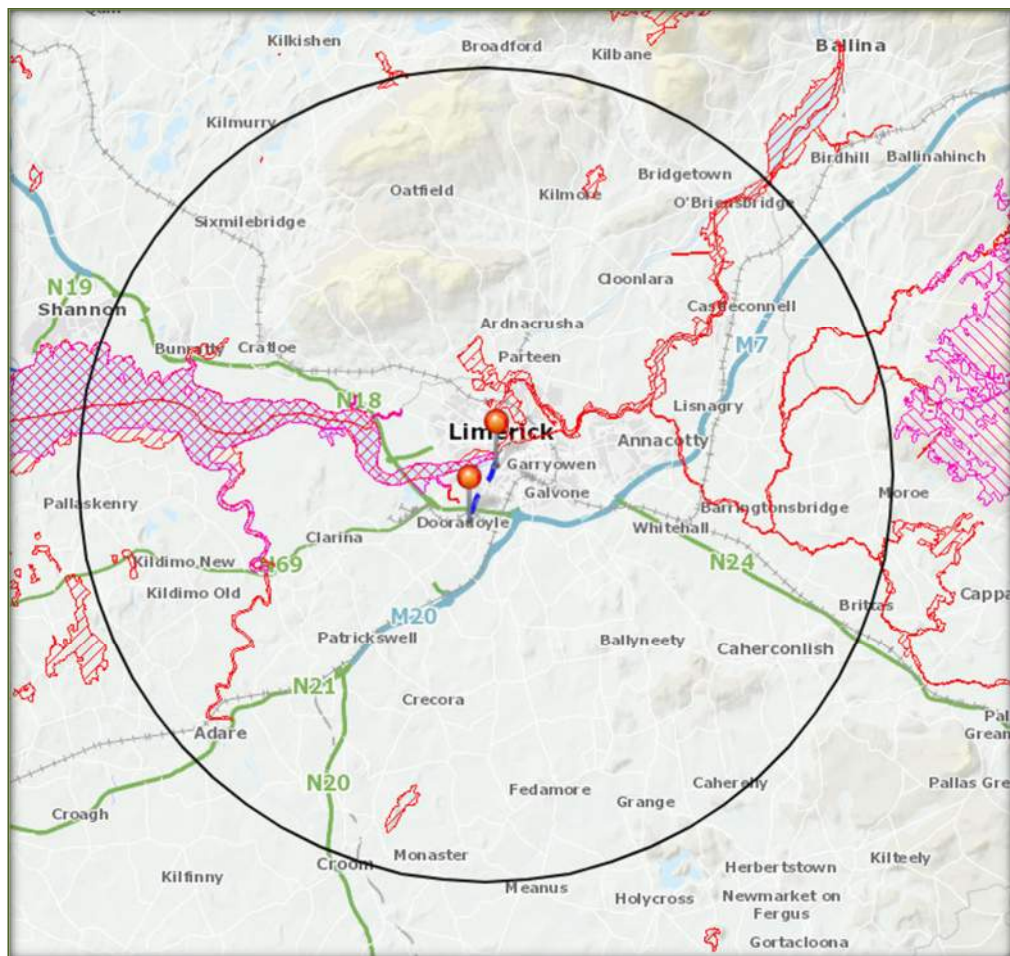 Kilkishen
Broadford
Kilbane
Ballina
Kilmurry
Birdhill
Ballinahinch
Bridgetown
Oatfield
Kilmore
O'Briensbridge
Sixmilebridge
Cloonlara
N19
Shannon
Castleconnell
Ardnacrusha
Bunratty
Cratloe
Parteen
M7
N18
Lisnagry
Limerick
Annacotty
Garryowen
Galvone
Moroe
Pallaskenry
Barringtonsbridge
Dooradoyle
Whitehall
Clarina
Kildimo New
N69
N24
Kildimo Old
Cappa
Brittas
M20
Patrickswell
Ballyneety
Caherconlish
N21
Crecora
Pal
Grean
Adare
N20
Fedamore
Caherelly
Pallas Gre
Grange
Croagh
Monaster
Croom
Kilteely
Herbertstown
Kilfinny
Meanus
Holycross
Newmarket on
Fergus
Gortacloona